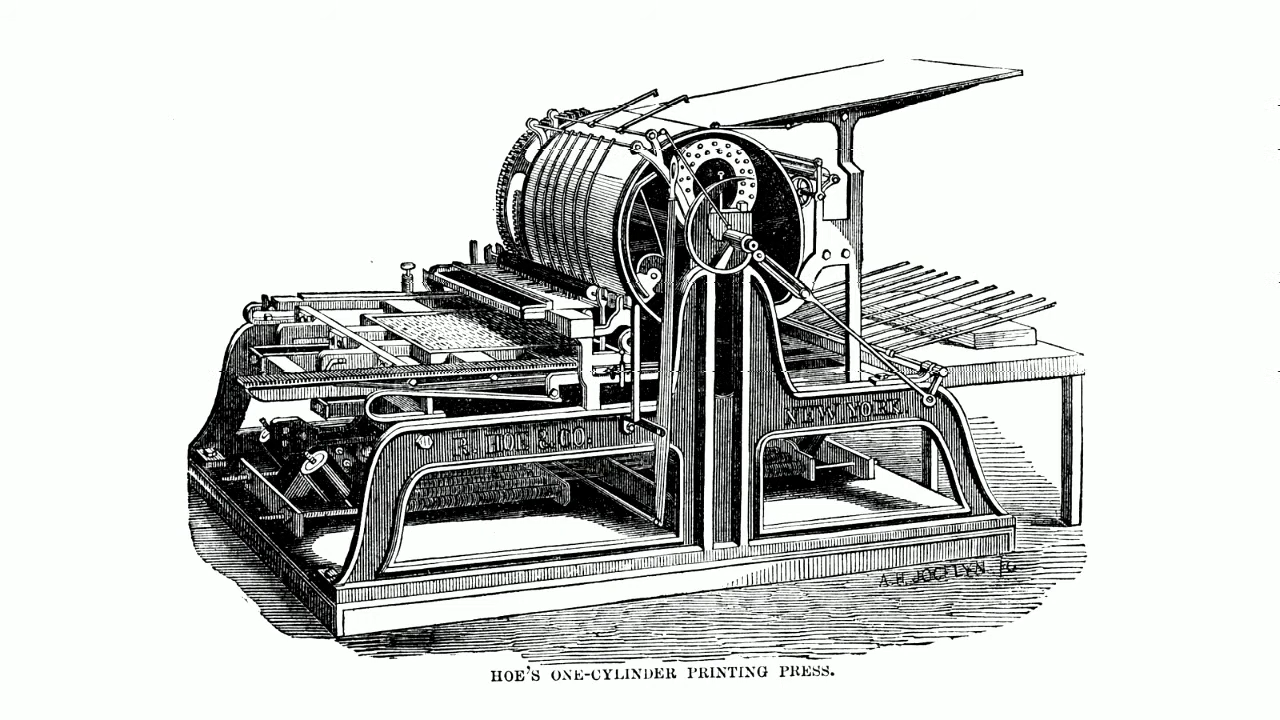 R. HOE & CO.
NEW YORK.
A. H. JOCELYN.
HOE'S ONE-CYLINDER PRINTING PRESS.